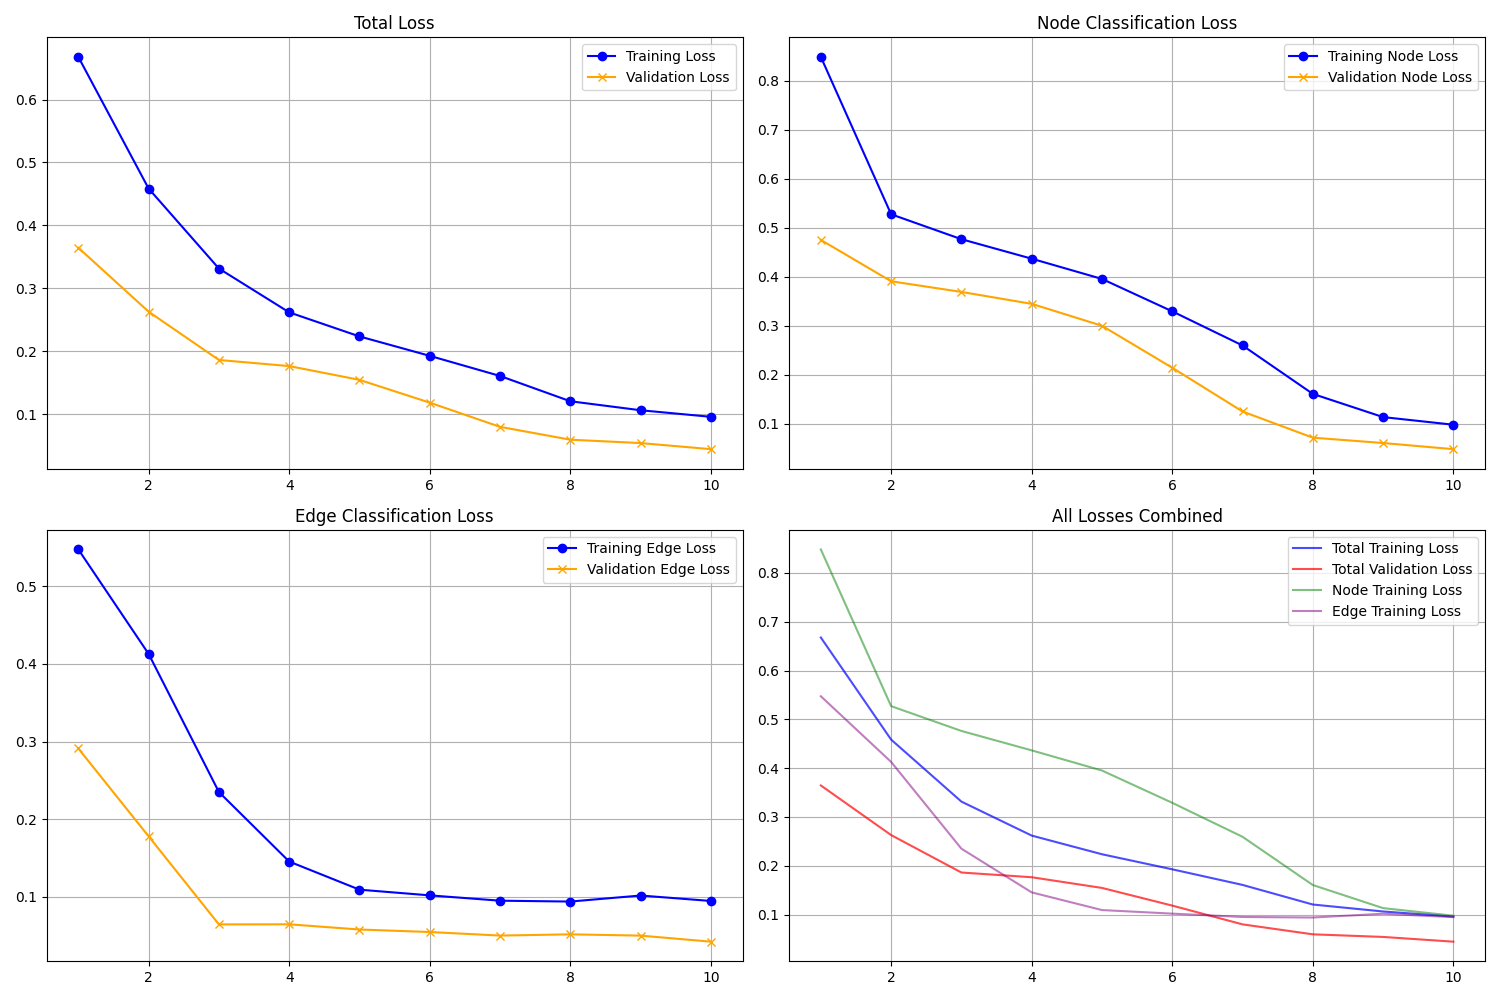 Total Loss
Training Loss
Validation Loss
0.6
0.5
0.4
0.3
0.2
0.1
2 4 6 8 10
Node Classification Loss
Training Node Loss
Validation Node Loss
0.8
0.7
0.6
0.5
0.4
0.3
0.2
0.1
2 4 6 8 10
Edge Classification Loss
Training Edge Loss
Validation Edge Loss
0.5
0.4
0.3
0.2
0.1
2 4 6 8 10
All Losses Combined
Total Training Loss
Total Validation Loss
Node Training Loss
Edge Training Loss
0.8
0.7
0.6
0.5
0.4
0.3
0.2
0.1
2 4 6 8 10